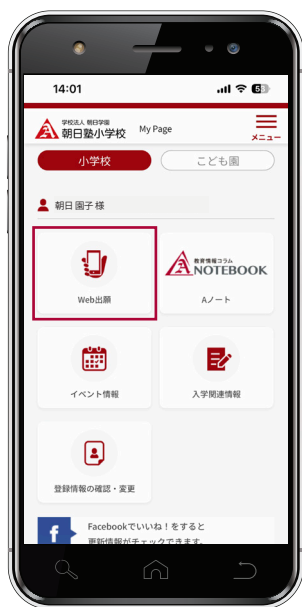 14:01
学校法人 朝日学園
朝日塾小学校 My Page
メニュー
小学校 こども園
朝日 園子 様
Web出願
教育情報コラム
NOTEBOOK
Aノート
イベント情報
入学関連情報
登録情報の確認・変更
Facebookでいいね！をすると
更新情報がチェックできます。